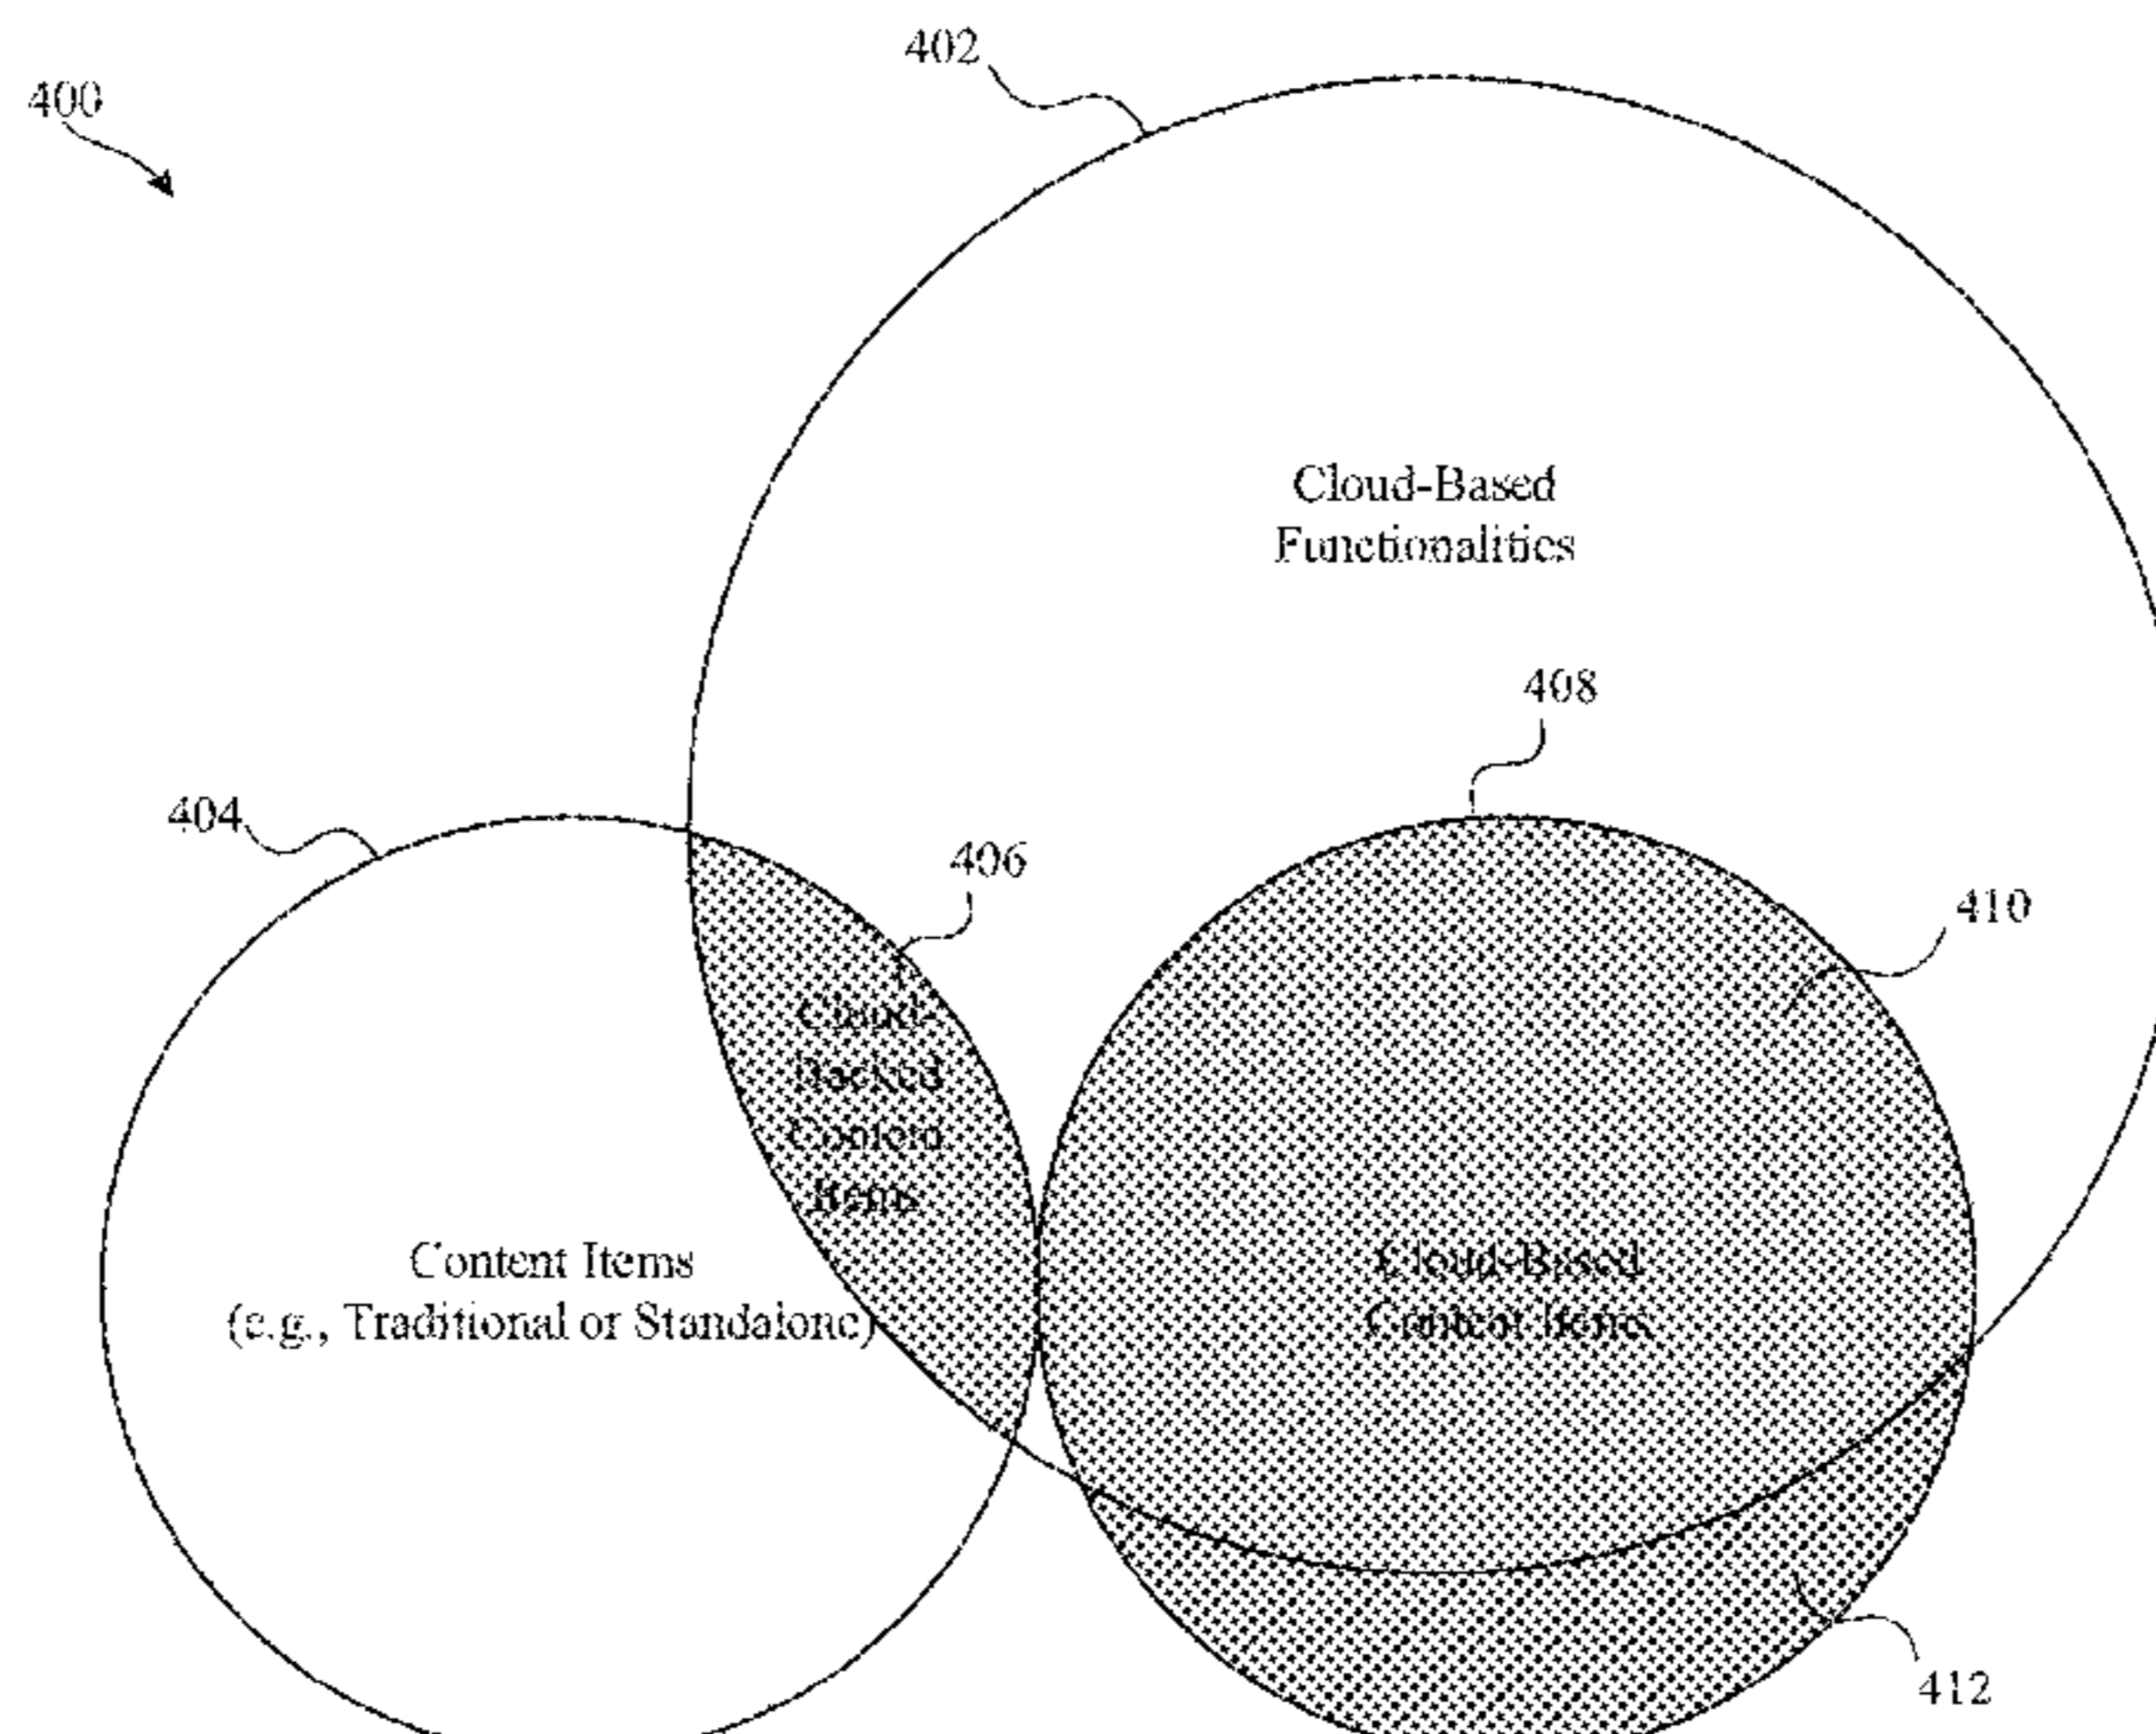 402
400
Cloud-Based
Functionalities
408
404
406
410
Cloud-
Backed
Content
Items
Content Items
(e.g., Traditional or Standalone)
Cloud-Based
Content Items
412